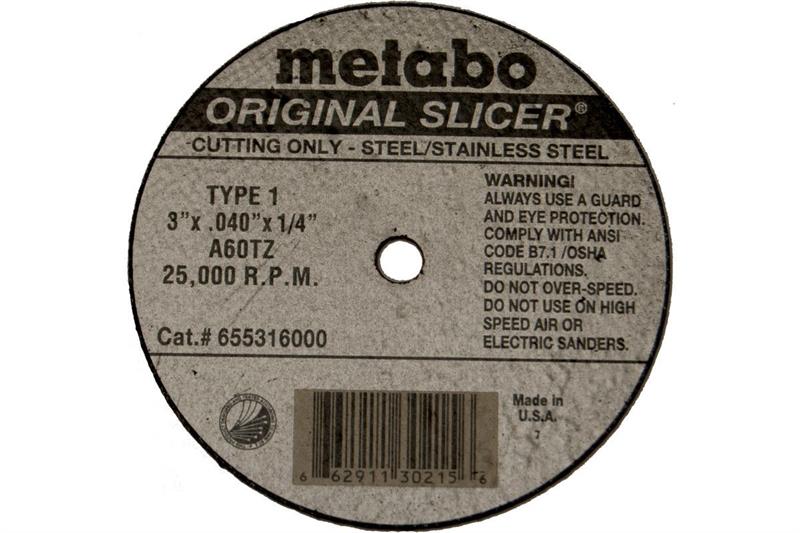 metabo
ORIGINAL SLICER®
CUTTING ONLY - STEEL/STAINLESS STEEL
TYPE 1
3”x .040”x 1/4”
A60TZ
25,000 R.P.M.
Cat.# 655316000
WARNING!
ALWAYS USE A GUARD
AND EYE PROTECTION.
COMPLY WITH ANSI
CODE B7.1 /OSHA
REGULATIONS.
DO NOT OVER-SPEED.
DO NOT USE ON HIGH
SPEED AIR OR
ELECTRIC SANDERS.
Made in
U.S.A.
7
6 62911 30215 6